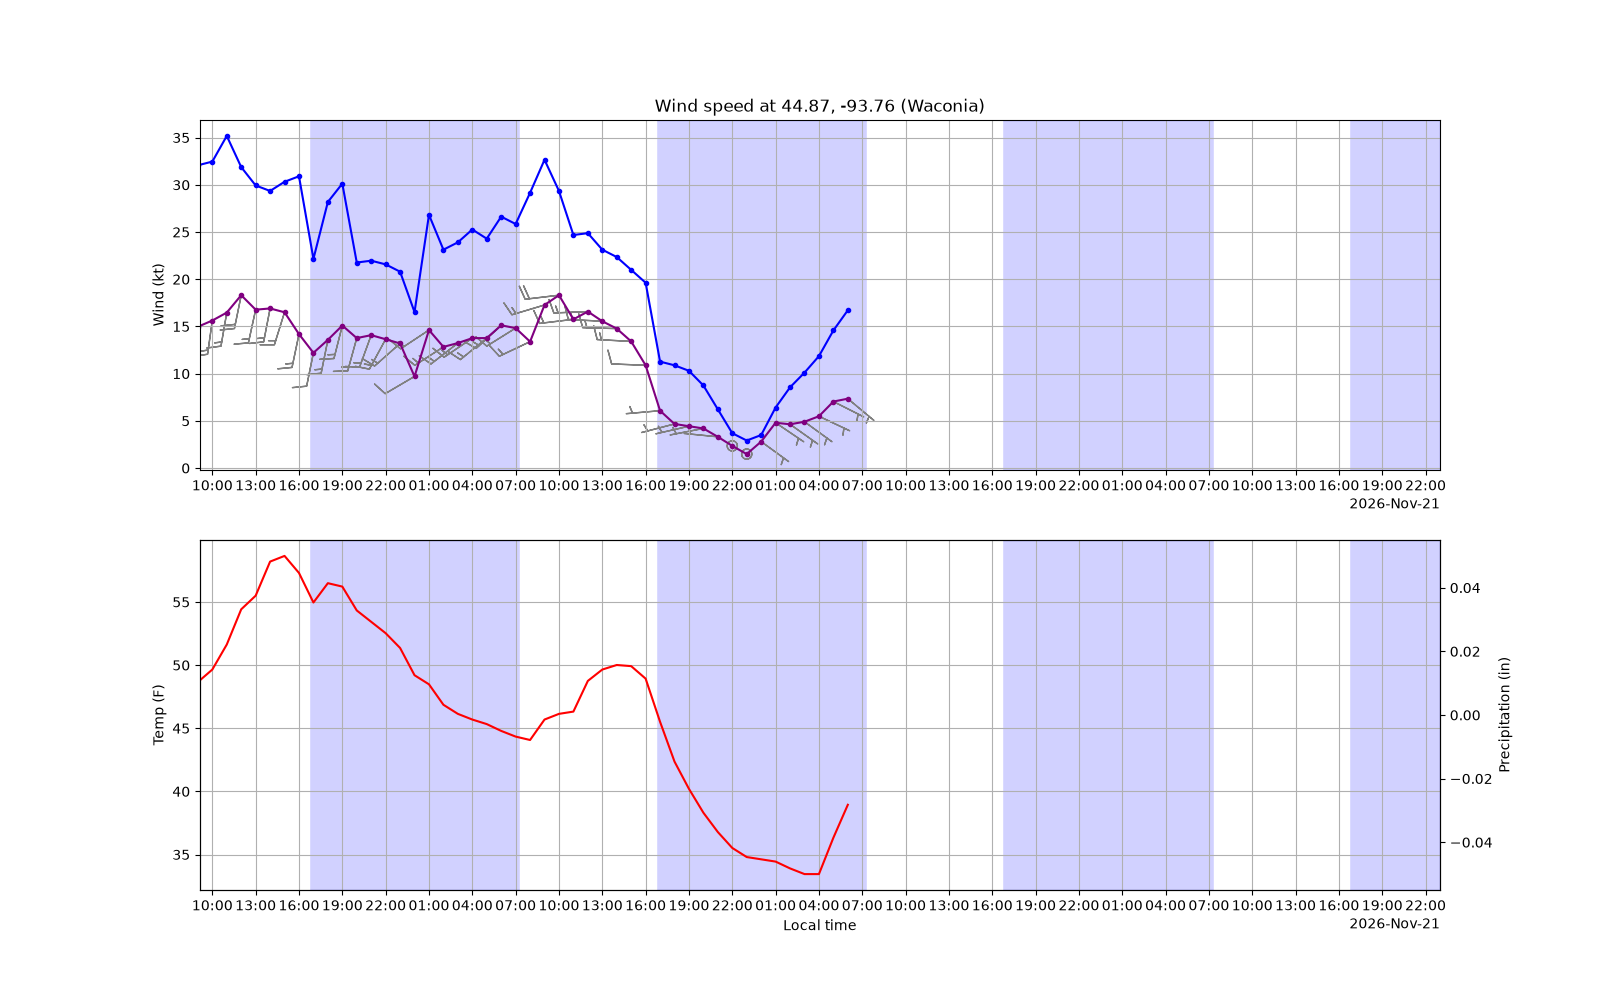 Wind speed at 44.87, -93.76 (Waconia)
35
30
25
20
15
10
5
0
Wind (kt)
10:00 13:00 16:00 19:00 22:00 01:00 04:00 07:00 10:00 13:00 16:00 19:00 22:00 01:00 04:00 07:00 10:00 13:00 16:00 19:00 22:00 01:00 04:00 07:00 10:00 13:00 16:00 19:00 22:00
2026-Nov-21
55
50
45
40
35
Temp (F)
0.04
0.02
0.00
−0.02
−0.04
Precipitation (in)
10:00 13:00 16:00 19:00 22:00 01:00 04:00 07:00 10:00 13:00 16:00 19:00 22:00 01:00 04:00 07:00 10:00 13:00 16:00 19:00 22:00 01:00 04:00 07:00 10:00 13:00 16:00 19:00 22:00
Local time
2026-Nov-21